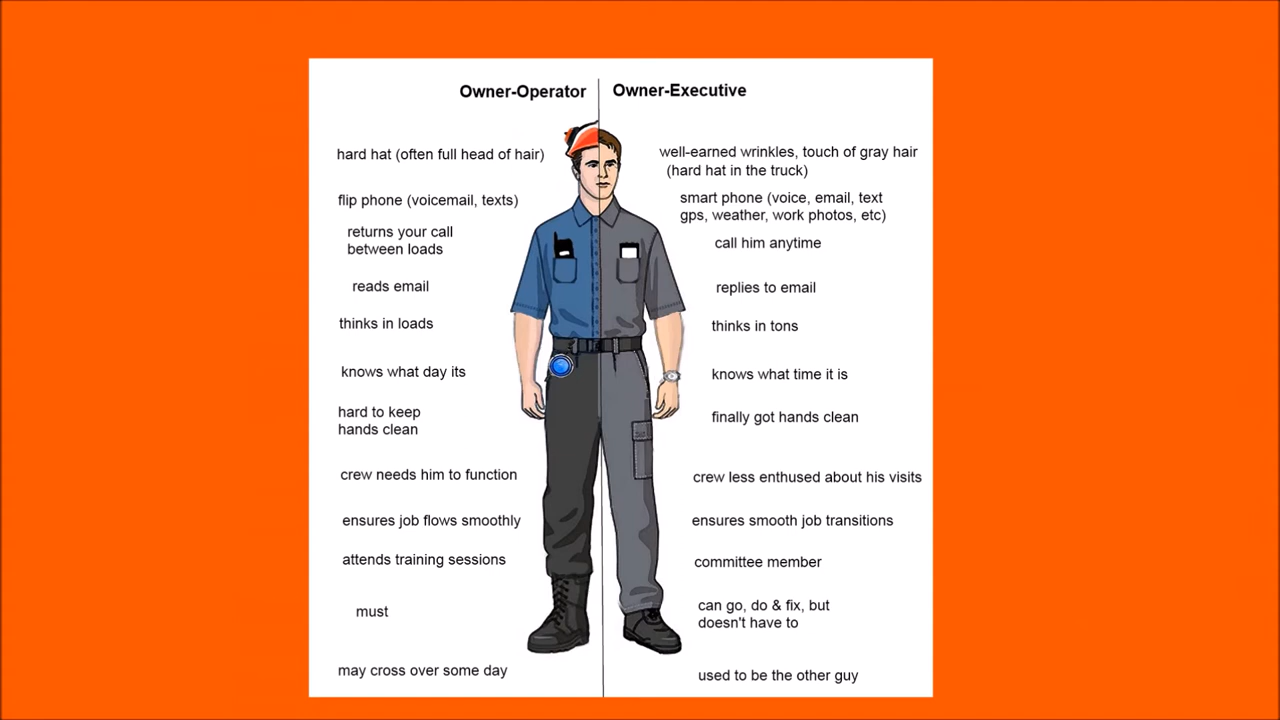 Owner-Operator
hard hat (often full head of hair)
flip phone (voicemail, texts)
returns your call
between loads
reads email
thinks in loads
knows what day its
hard to keep
hands clean
crew needs him to function
ensures job flows smoothly
attends training sessions
must
may cross over some day
Owner-Executive
well-earned wrinkles, touch of gray hair
(hard hat in the truck)
smart phone (voice, email, text
gps, weather, work photos, etc)
call him anytime
replies to email
thinks in tons
knows what time it is
finally got hands clean
crew less enthused about his visits
ensures smooth job transitions
committee member
can go, do & fix, but
doesn't have to
used to be the other guy